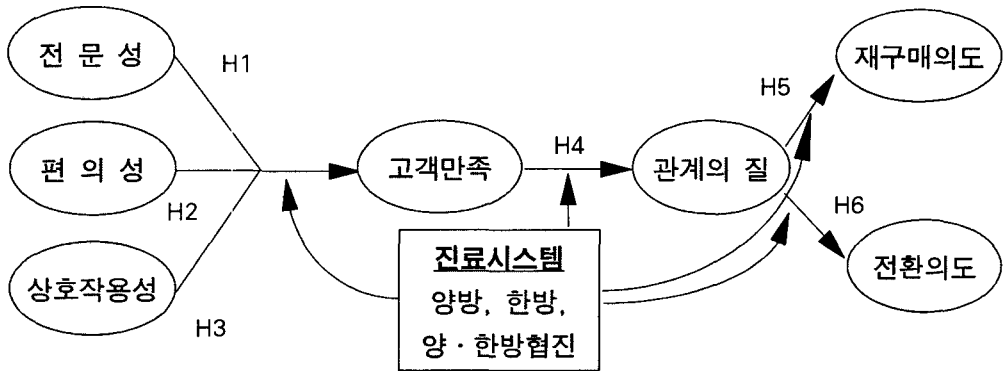 전 문 성
H1
재구매의도
H5
편 의 성
고객만족
H4
관계의 질
H2
H6
진료시스템
양방, 한방,
양 · 한방협진
상호작용성
전환의도
H3